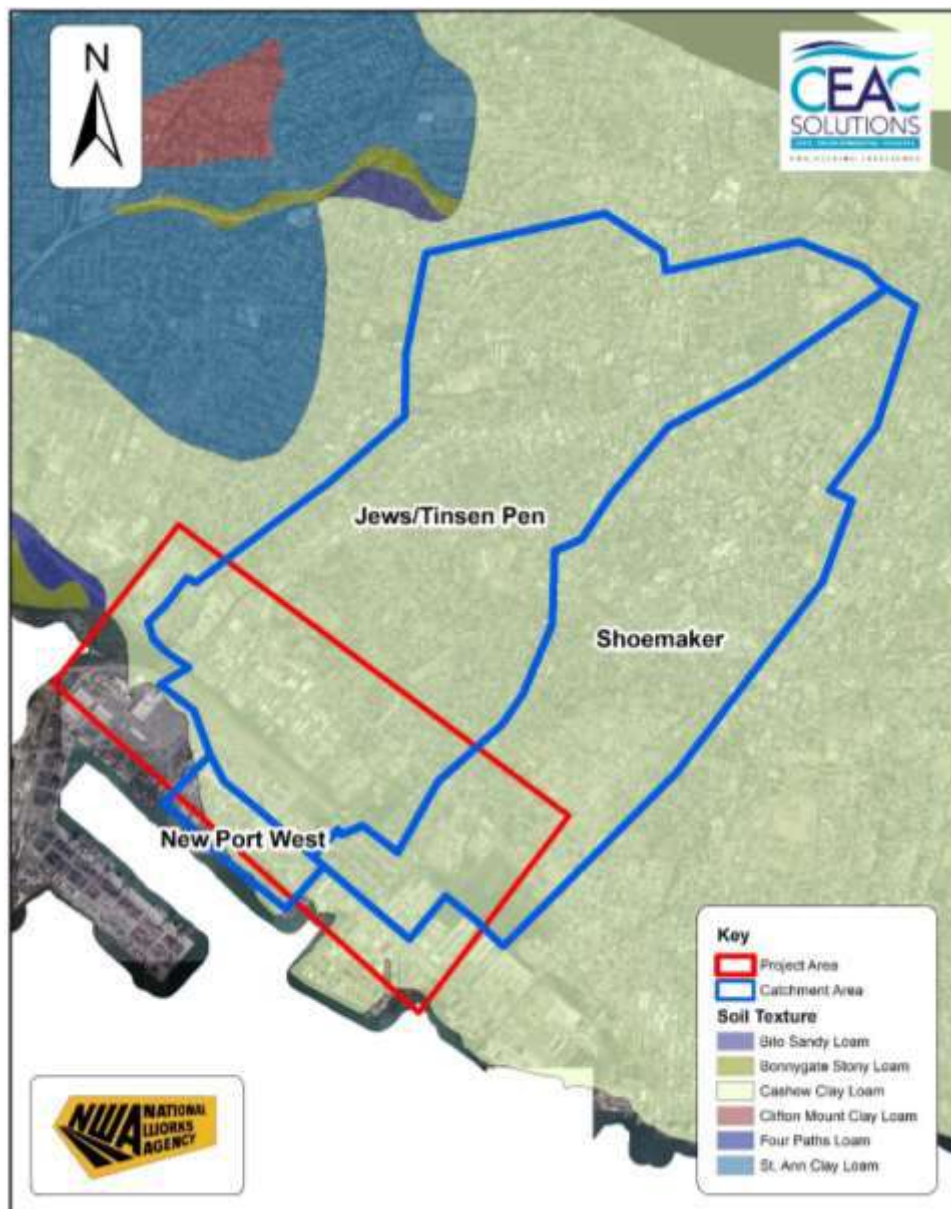 N
CEAC
SOLUTIONS
Jews/Tinsen Pen
Shoemaker
New Port West
Key
Project Area
Catchment Area
Soil Texture
Bito Sandy Loam
Bonnygate Stony Loam
Cashew Clay Loam
Clifton Mount Clay Loam
Four Paths Loam
St. Ann Clay Loam
NWA NATIONAL
WORKS
AGENCY